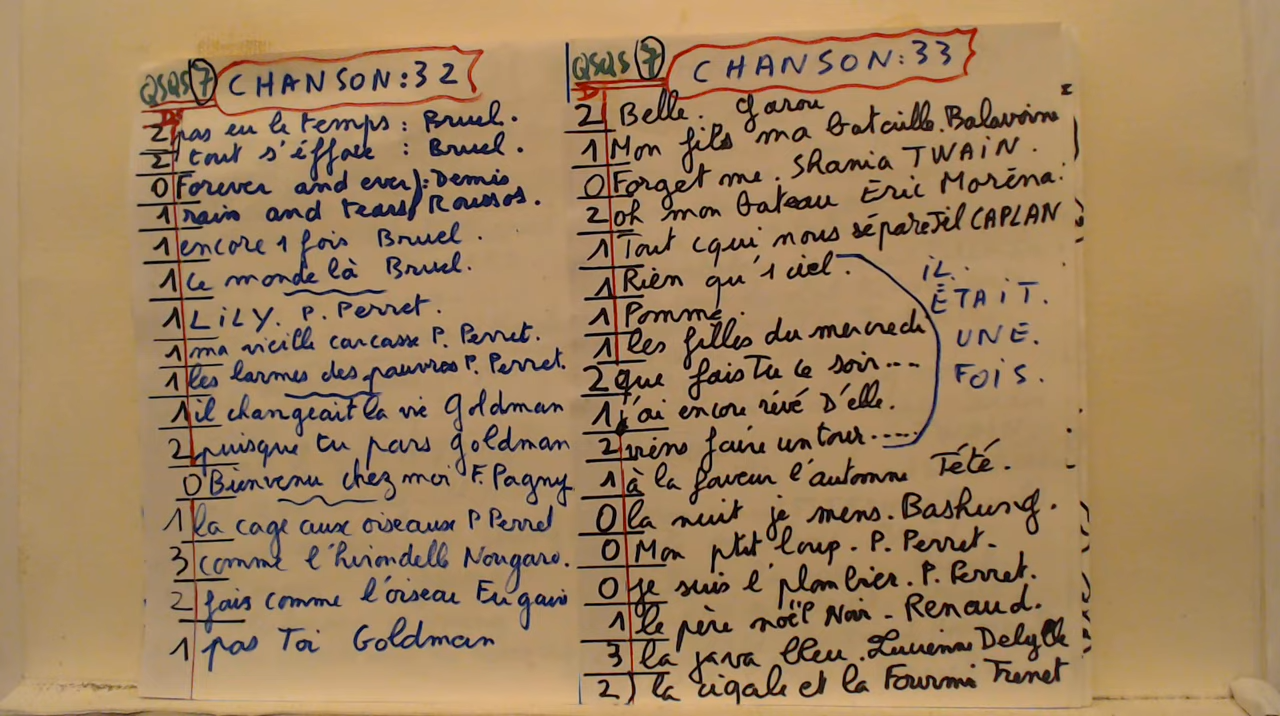 QSQS 7 CHANSON:32
D
2 pas eu le temps : Bruel.
2 tout s'éfface : Bruel.
0 Forever and ever) : Demis
1 rain and tears) Roussos.
1 encore 1 fois Bruel.
1 ce monde là Bruel.
1 LiLY. P. Perret.
1 ma vieille carcasse P. Perret.
1 les larmes des pauvres P. Perret.
1 il changeait la vie Goldman
2 puisque tu pars Goldman
0 Bienvenu chez moi F. Pagny
1 la cage aux oiseaux P Perret
3 comme l'hirondelle Nougaro.
2 fais comme l'oiseau Fugain
1 pas Toi Goldman
QSQS 7 CHANSON:33
D
2 Belle. Garou
1 Mon fils ma bataille. Balavoine
0 Forget me. Shania TWAiN.
2 oh mon bateau Eric Moréna.
1 Tout c qui nous sépare Jil CAPLAN
1 Rien qu'1 ciel.
1 Pomme.
1 les filles du mercredi
2 que fais Tu ce soir....
1 j'ai encore rêvé D'elle.
2 viens faire un tour.....
iL.
ÉTAiT.
UNE.
FOiS.
1 à la faveur l'automne Tété.
0 la nuit je mens. Bashung.
0 Mon ptit loup. P. Perret.
0 je suis l'plombier. P. Perret.
1 le père noël Noir - Renaud.
3 la java bleu. Lucienne Delylle
2) la cigale et la Fourmi Trenet